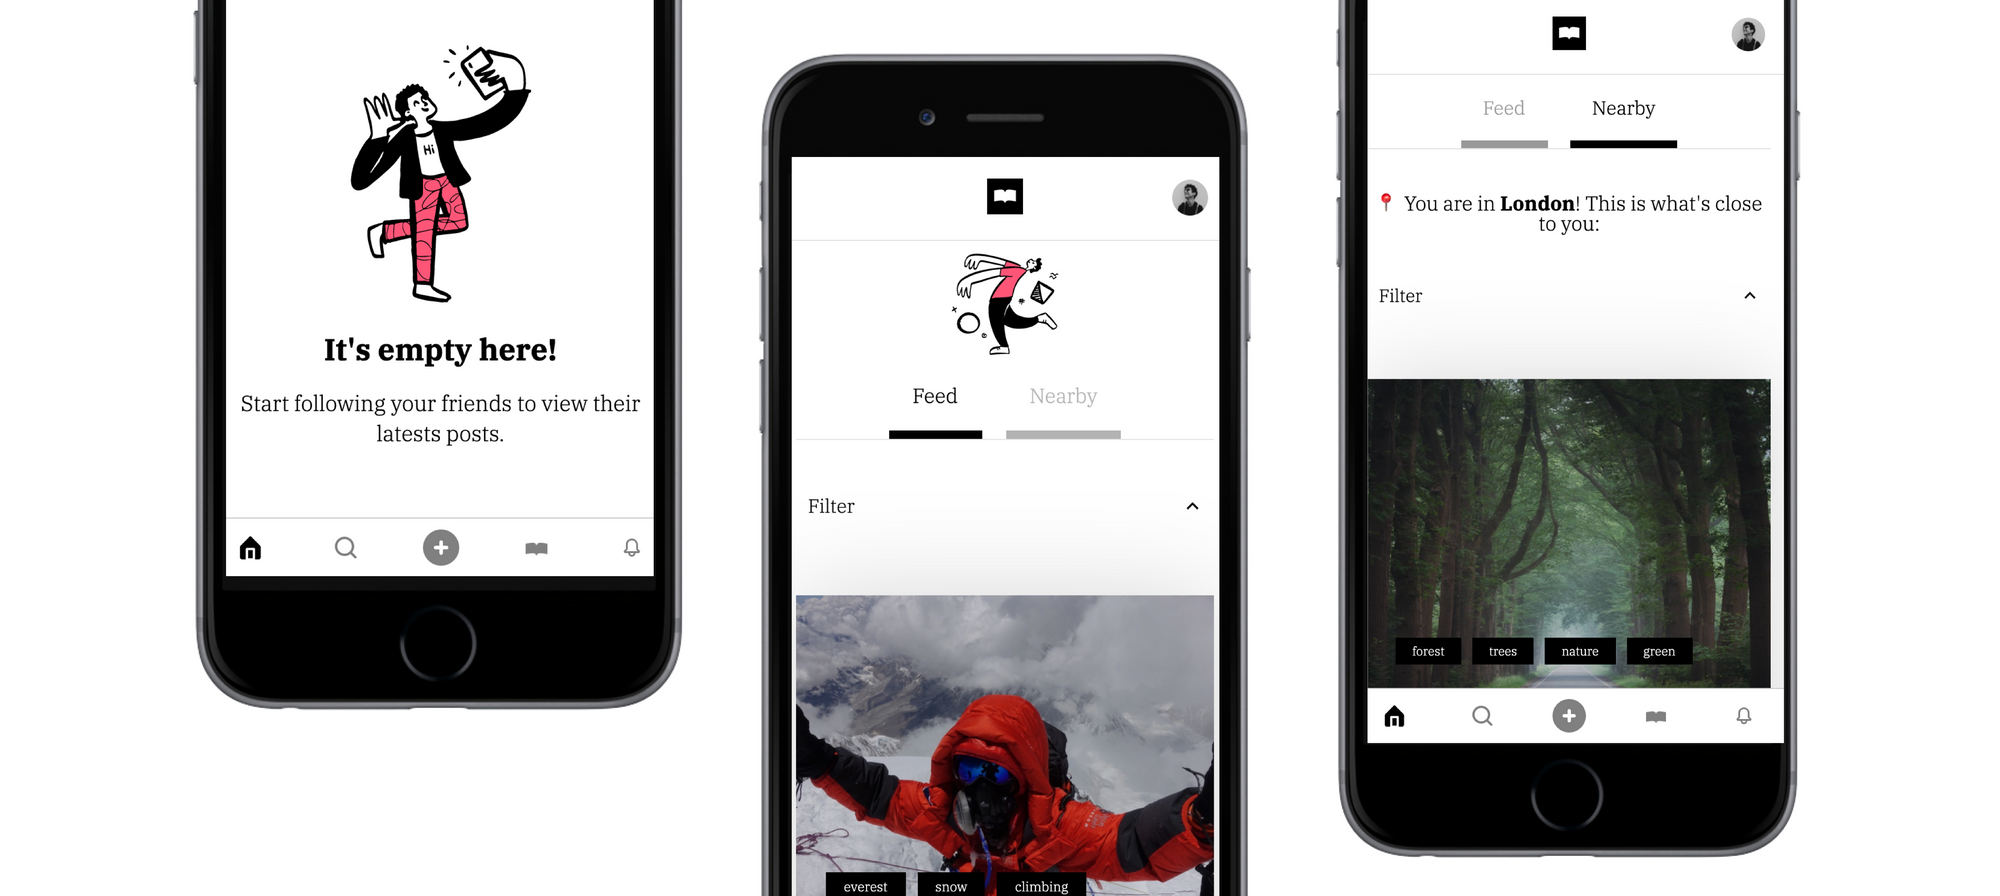 Hi
It's empty here!
Start following your friends to view their
latests posts.
Feed Nearby
Filter
everest snow climbing
Feed Nearby
📍 You are in London! This is what's close
to you:
Filter
forest trees nature green